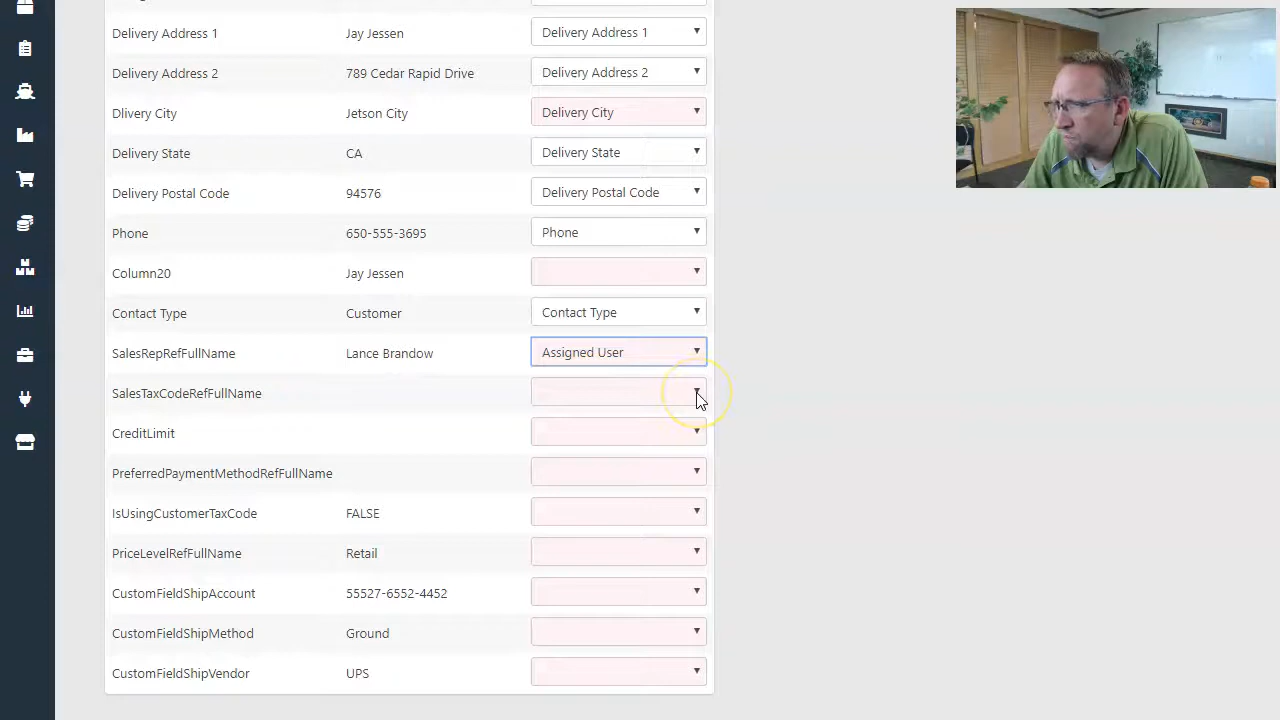 Delivery Address 1 Jay Jessen Delivery Address 1
Delivery Address 2 789 Cedar Rapid Drive Delivery Address 2
Dlivery City Jetson City Delivery City
Delivery State CA Delivery State
Delivery Postal Code 94576 Delivery Postal Code
Phone 650-555-3695 Phone
Column20 Jay Jessen
Contact Type Customer Contact Type
SalesRepRefFullName Lance Brandow Assigned User
SalesTaxCodeRefFullName
CreditLimit
PreferredPaymentMethodRefFullName
IsUsingCustomerTaxCode FALSE
PriceLevelRefFullName Retail
CustomFieldShipAccount 55527-6552-4452
CustomFieldShipMethod Ground
CustomFieldShipVendor UPS